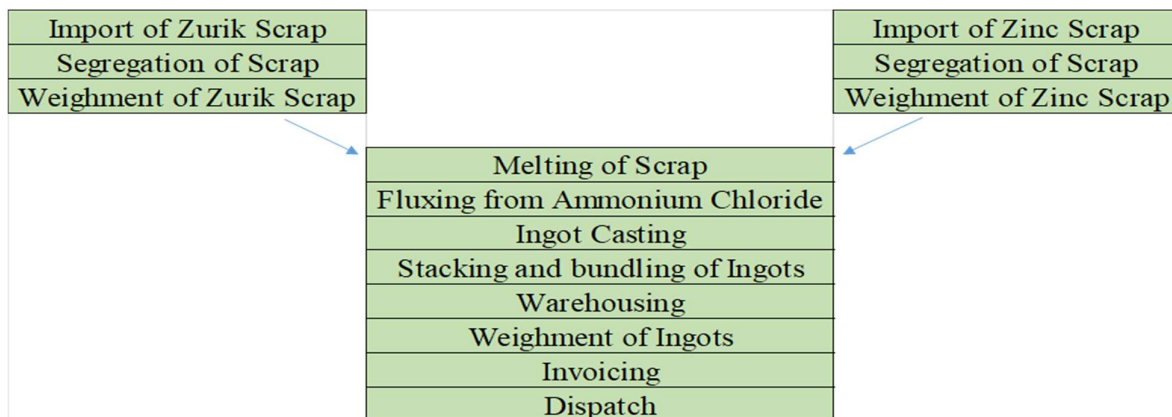 Import of Zurik Scrap
Segregation of Scrap
Weighment of Zurik Scrap
Import of Zinc Scrap
Segregation of Scrap
Weighment of Zinc Scrap
Melting of Scrap
Fluxing from Ammonium Chloride
Ingot Casting
Stacking and bundling of Ingots
Warehousing
Weighment of Ingots
Invoicing
Dispatch